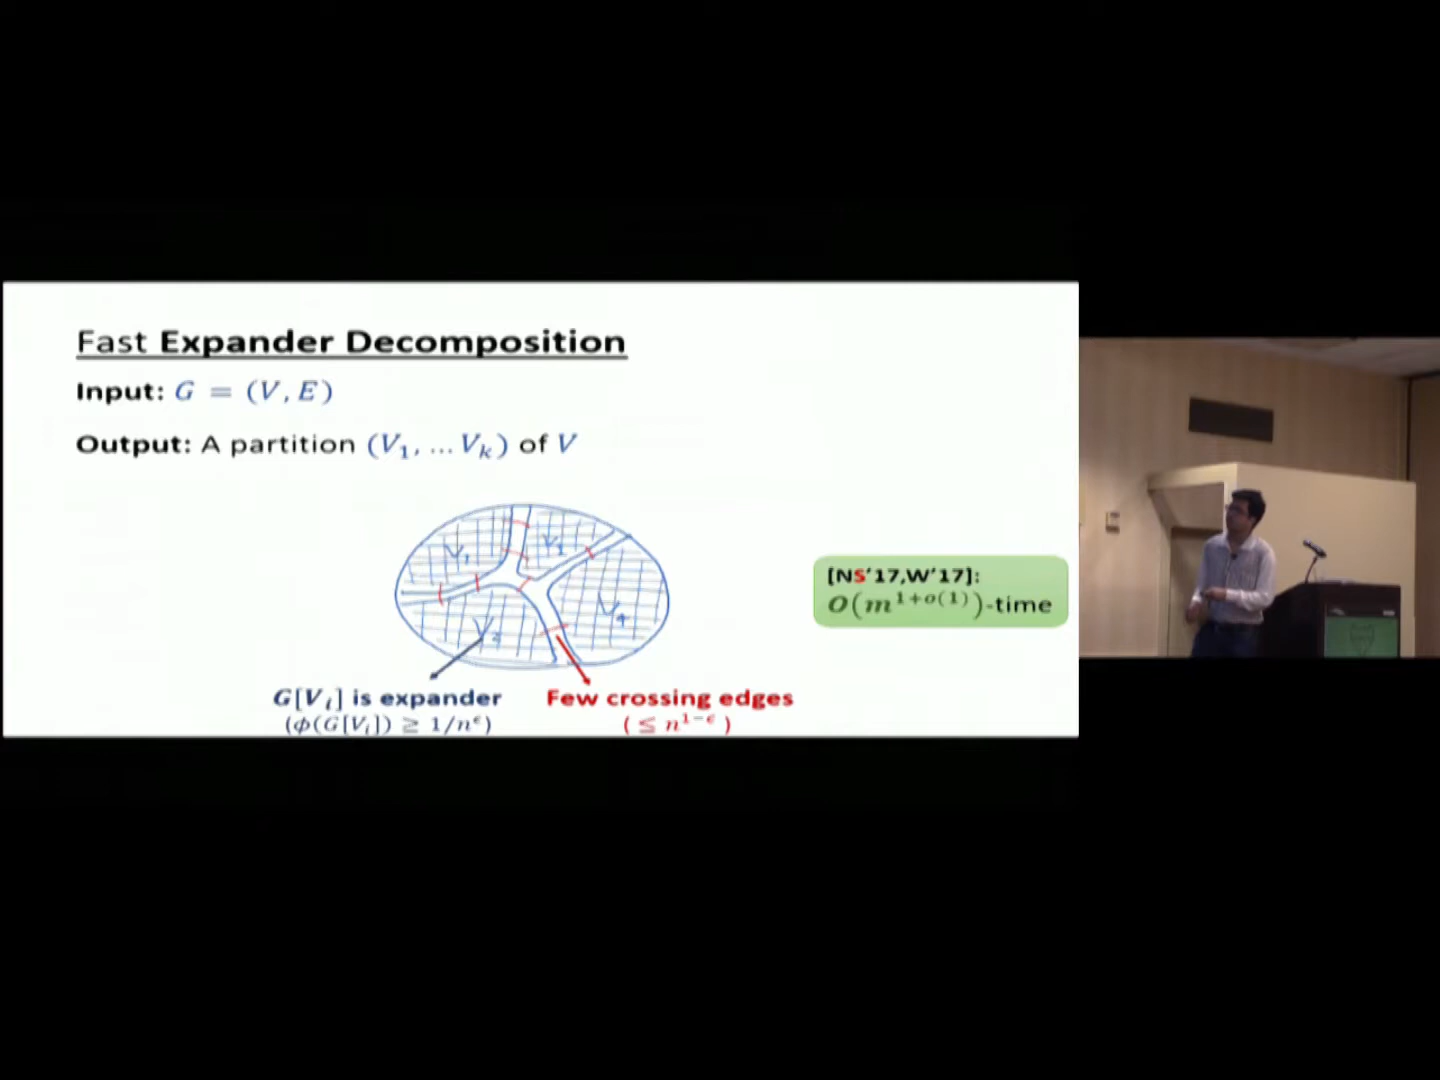 Fast Expander Decomposition
Input: G = (V, E)
Output: A partition (V₁, … Vₖ) of V
V₁
V₂
V₃
V₄
[NS'17,W'17]:
O(m^{1+o(1)})-time
G[Vᵢ] is expander
(ϕ(G[Vᵢ]) ≥ 1/n^ϵ)
Few crossing edges
( ≤ n^{1−ϵ} )